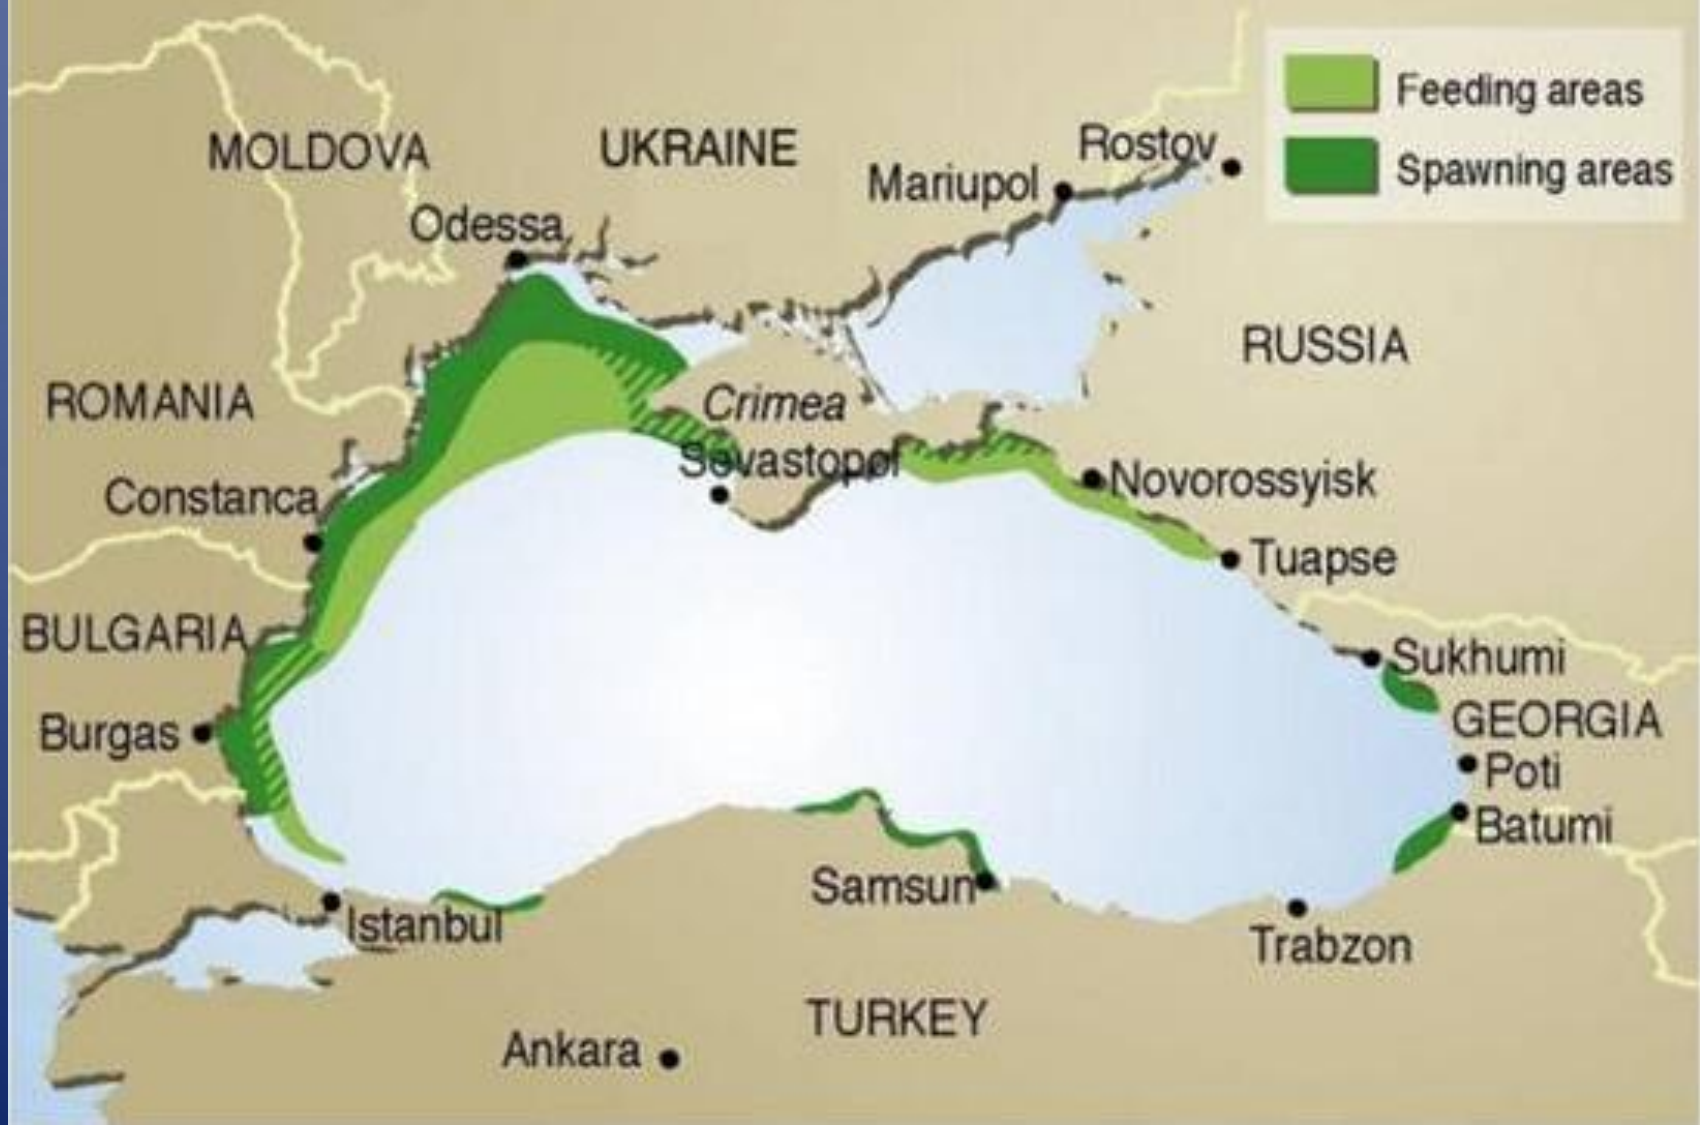 Feeding areas
Spawning areas
MOLDOVA
UKRAINE
Rostov
Mariupol
Odessa
RUSSIA
ROMANIA
Crimea
Sevastopol
Novorossyisk
Constanca
Tuapse
BULGARIA
Sukhumi
GEORGIA
Burgas
Poti
Batumi
Samsun
Istanbul
Trabzon
TURKEY
Ankara